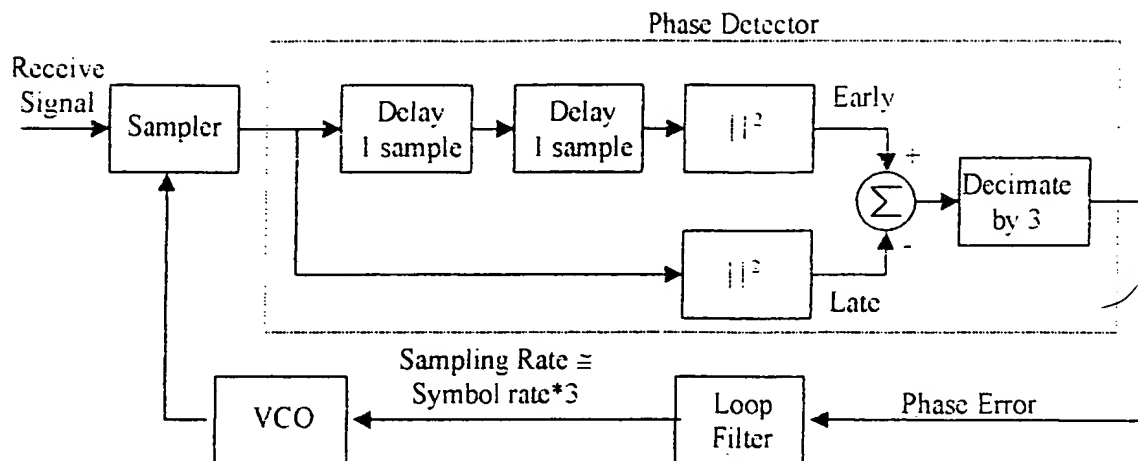 Phase Detector
Receive
Signal
Sampler
Delay
1 sample
Delay
1 sample
||²
Early
+
Σ
-
Decimate
by 3
||²
Late
Sampling Rate ≅
Symbol rate*3
VCO
Loop
Filter
Phase Error